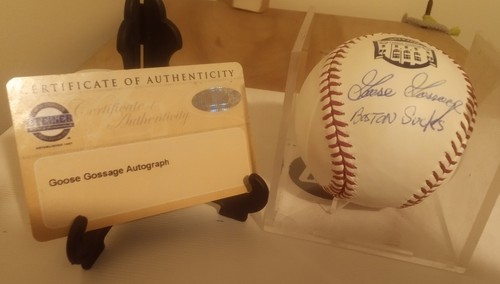 CERTIFICATE OF AUTHENTICITY
STEINER
Certificate of
Authenticity
Goose Gossage Autograph
Goose Gossage
BOSTON SUCKS